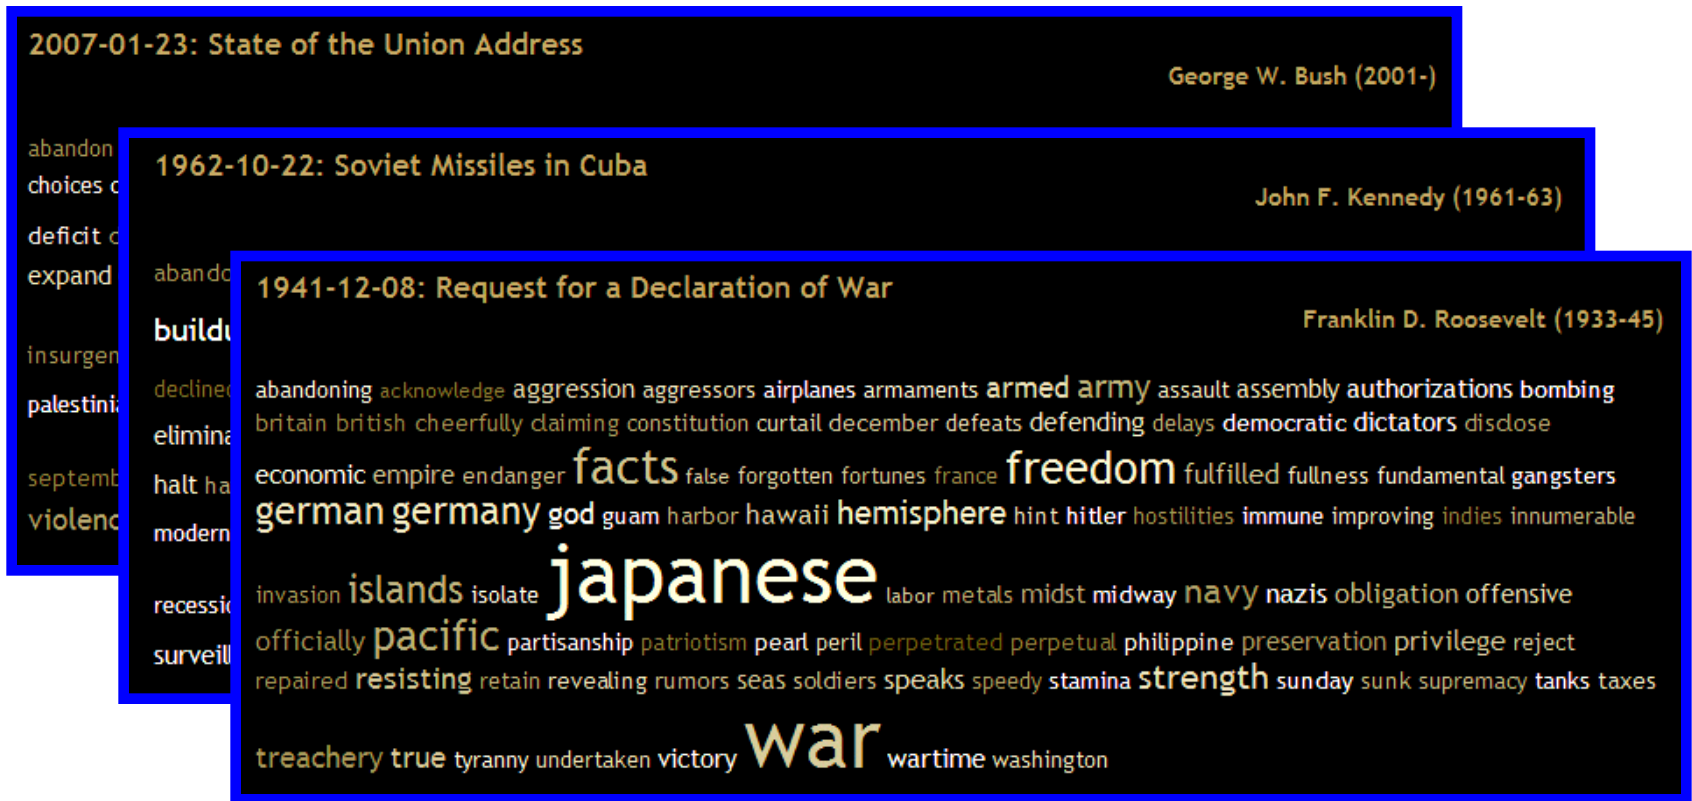 2007-01-23: State of the Union Address
George W. Bush (2001-)
abandon
choices
deficit
expand
insurgen
palestini
septemb
violenc
1962-10-22: Soviet Missiles in Cuba
John F. Kennedy (1961-63)
abando
buildu
declined
elimina
halt ha
modern
recessio
surveill
1941-12-08: Request for a Declaration of War
Franklin D. Roosevelt (1933-45)
abandoning acknowledge aggression aggressors airplanes armaments armed army assault assembly authorizations bombing
britain british cheerfully claiming constitution curtail december defeats defending delays democratic dictators disclose
economic empire endanger facts false forgotten fortunes france freedom fulfilled fullness fundamental gangsters
german germany god guam harbor hawaii hemisphere hint hitler hostilities immune improving indies innumerable
invasion islands isolate japanese labor metals midst midway navy nazis obligation offensive
officially pacific partisanship patriotism pearl peril perpetrated perpetual philippine preservation privilege reject
repaired resisting retain revealing rumors seas soldiers speaks speedy stamina strength sunday sunk supremacy tanks taxes
treachery true tyranny undertaken victory war wartime washington